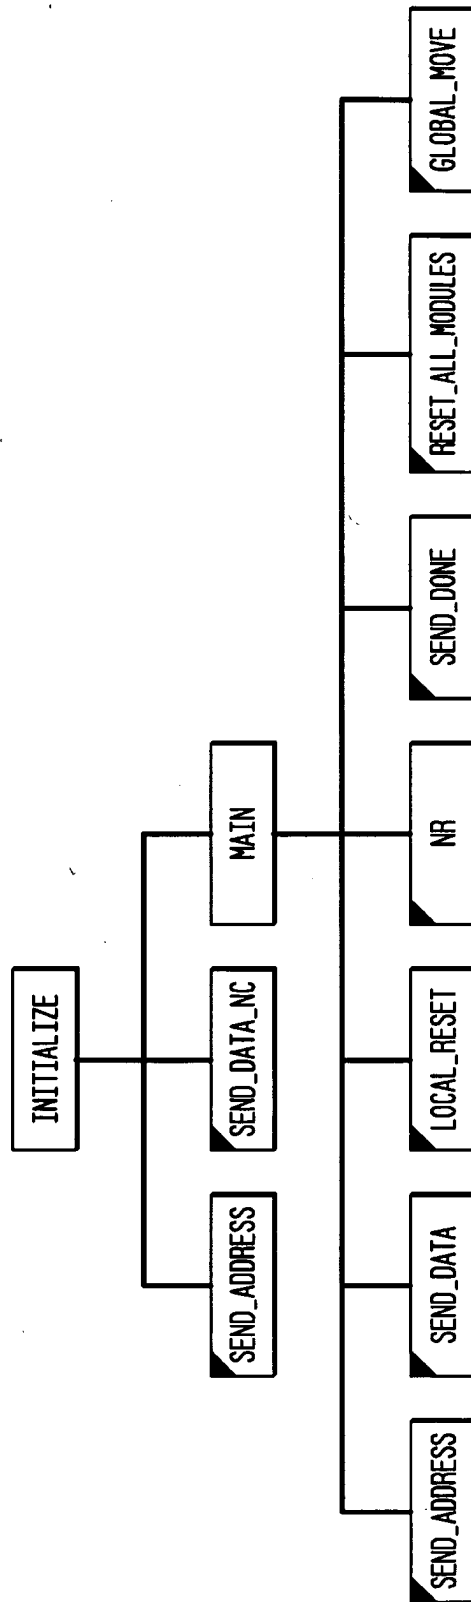 INITIALIZE
SEND_ADDRESS
SEND_DATA_NC
MAIN
SEND_ADDRESS
SEND_DATA
LOCAL_RESET
NR
SEND_DONE
RESET_ALL_MODULES
GLOBAL_MOVE